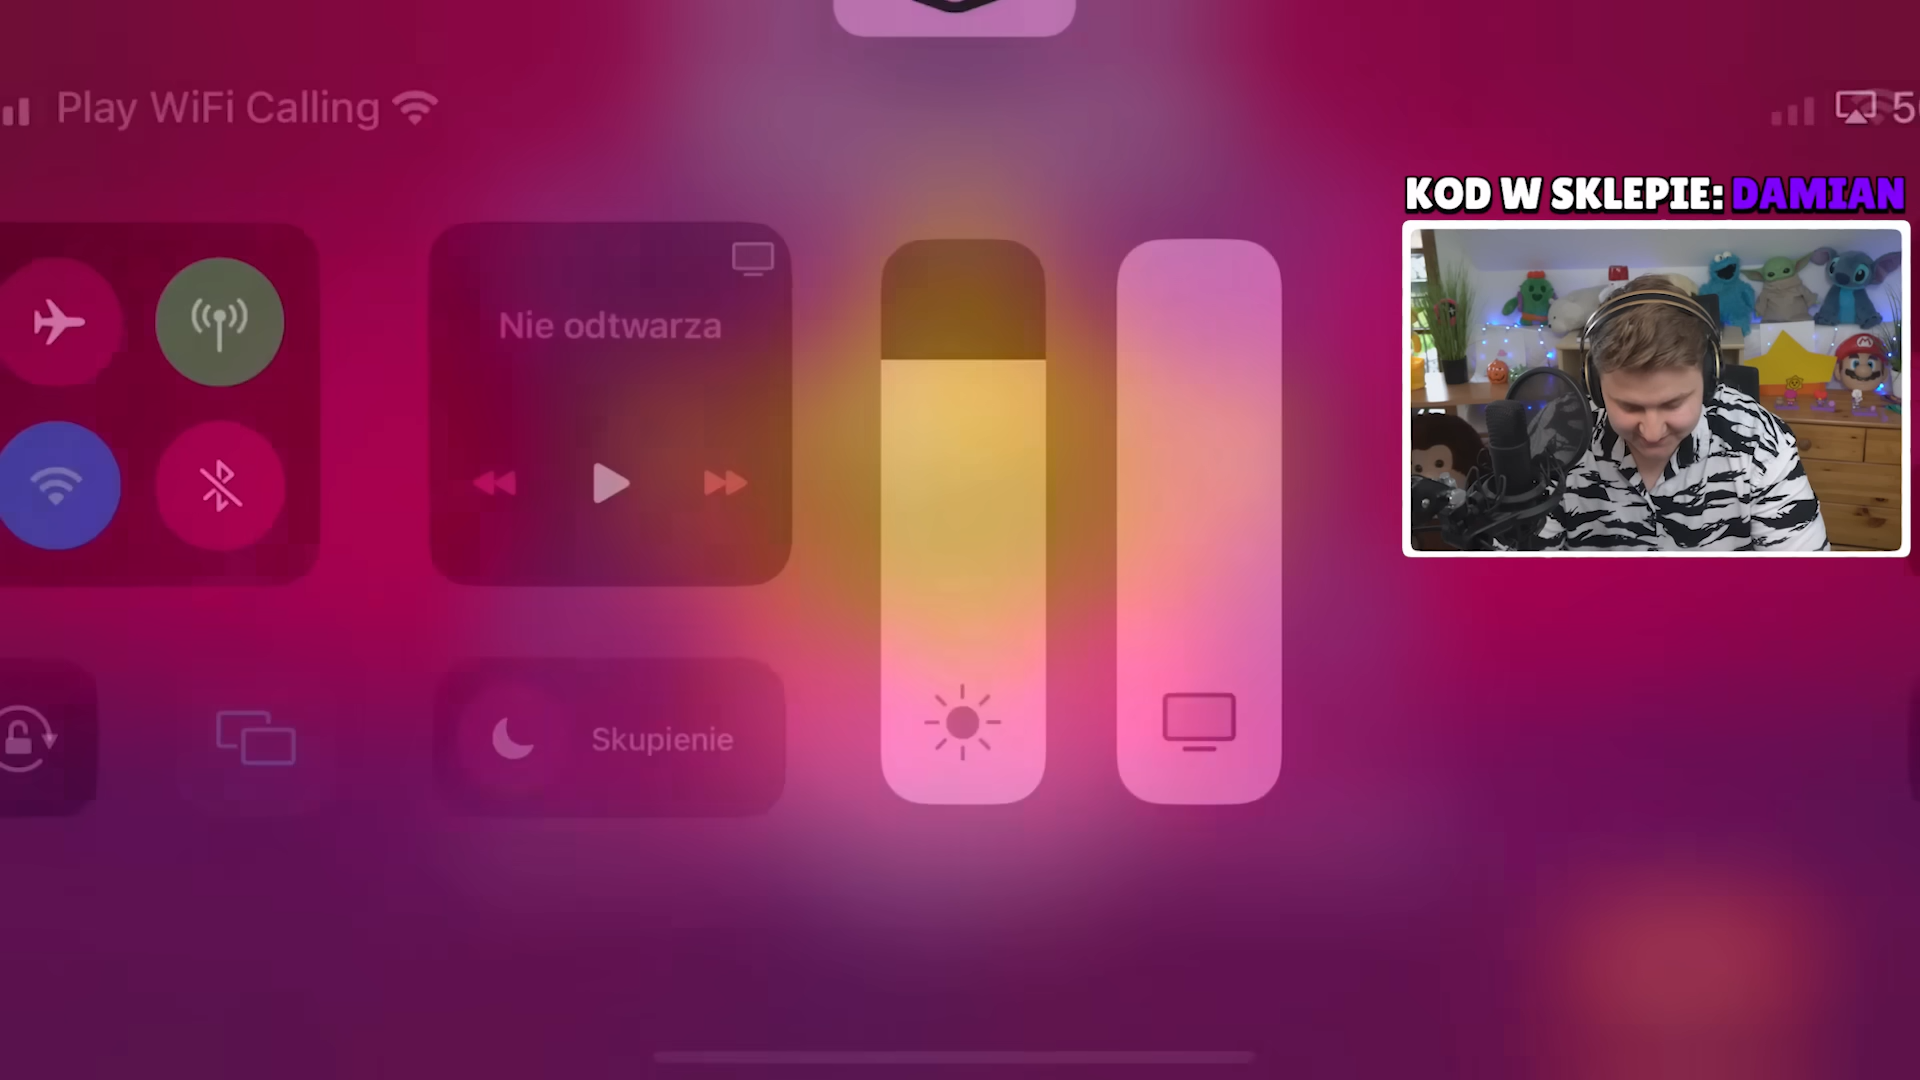 Play WiFi Calling
KOD W SKLEPIE: DAMIAN
Nie odtwarza
Skupienie